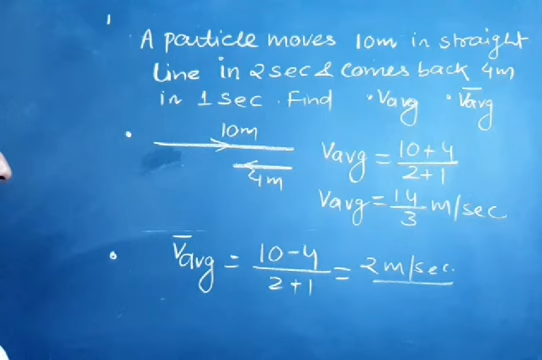 1
A particle moves 10m in straight
line in 2sec & comes back 4m
in 1 sec. Find • Vavg • V̅avg
• 10m
4m
Vavg = 10+4 / 2+1
Vavg = 14/3 m/sec
• V̅avg = 10-4 / 2+1 = 2m/sec.